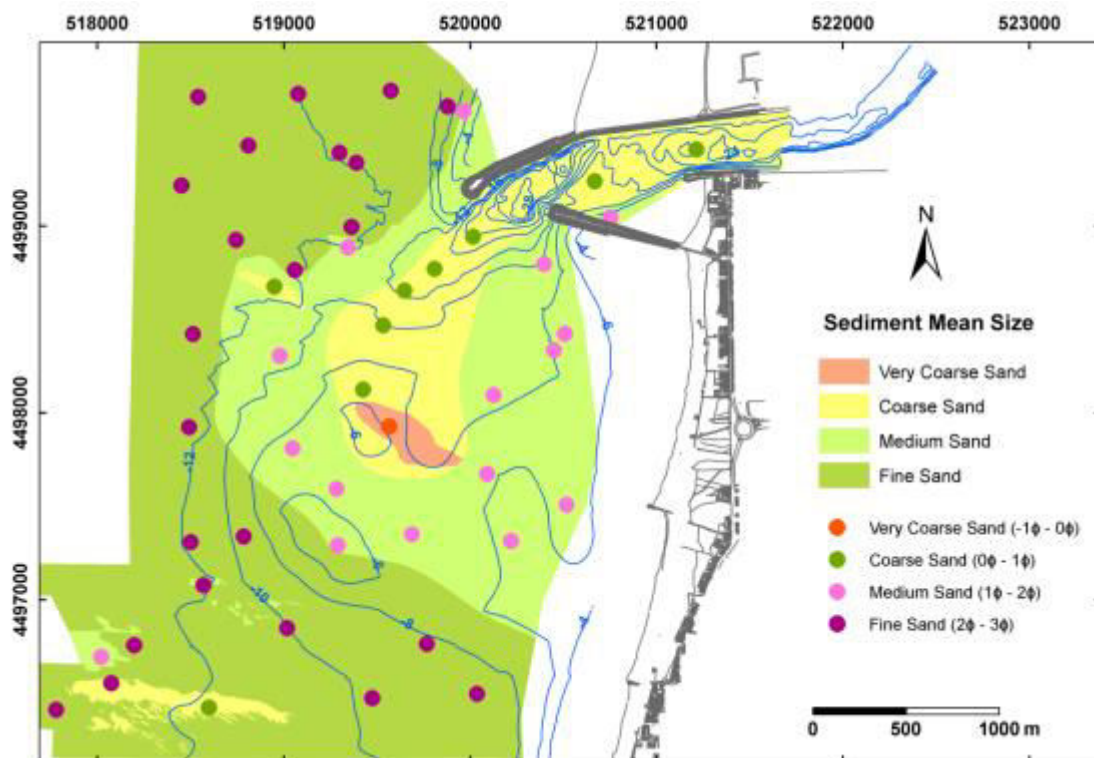 518000 519000 520000 521000 522000 523000
4499000
4498000
4497000
N
Sediment Mean Size
Very Coarse Sand
Coarse Sand
Medium Sand
Fine Sand
Very Coarse Sand (-1ϕ - 0ϕ)
Coarse Sand (0ϕ - 1ϕ)
Medium Sand (1ϕ - 2ϕ)
Fine Sand (2ϕ - 3ϕ)
0 500 1000 m
-12
-10